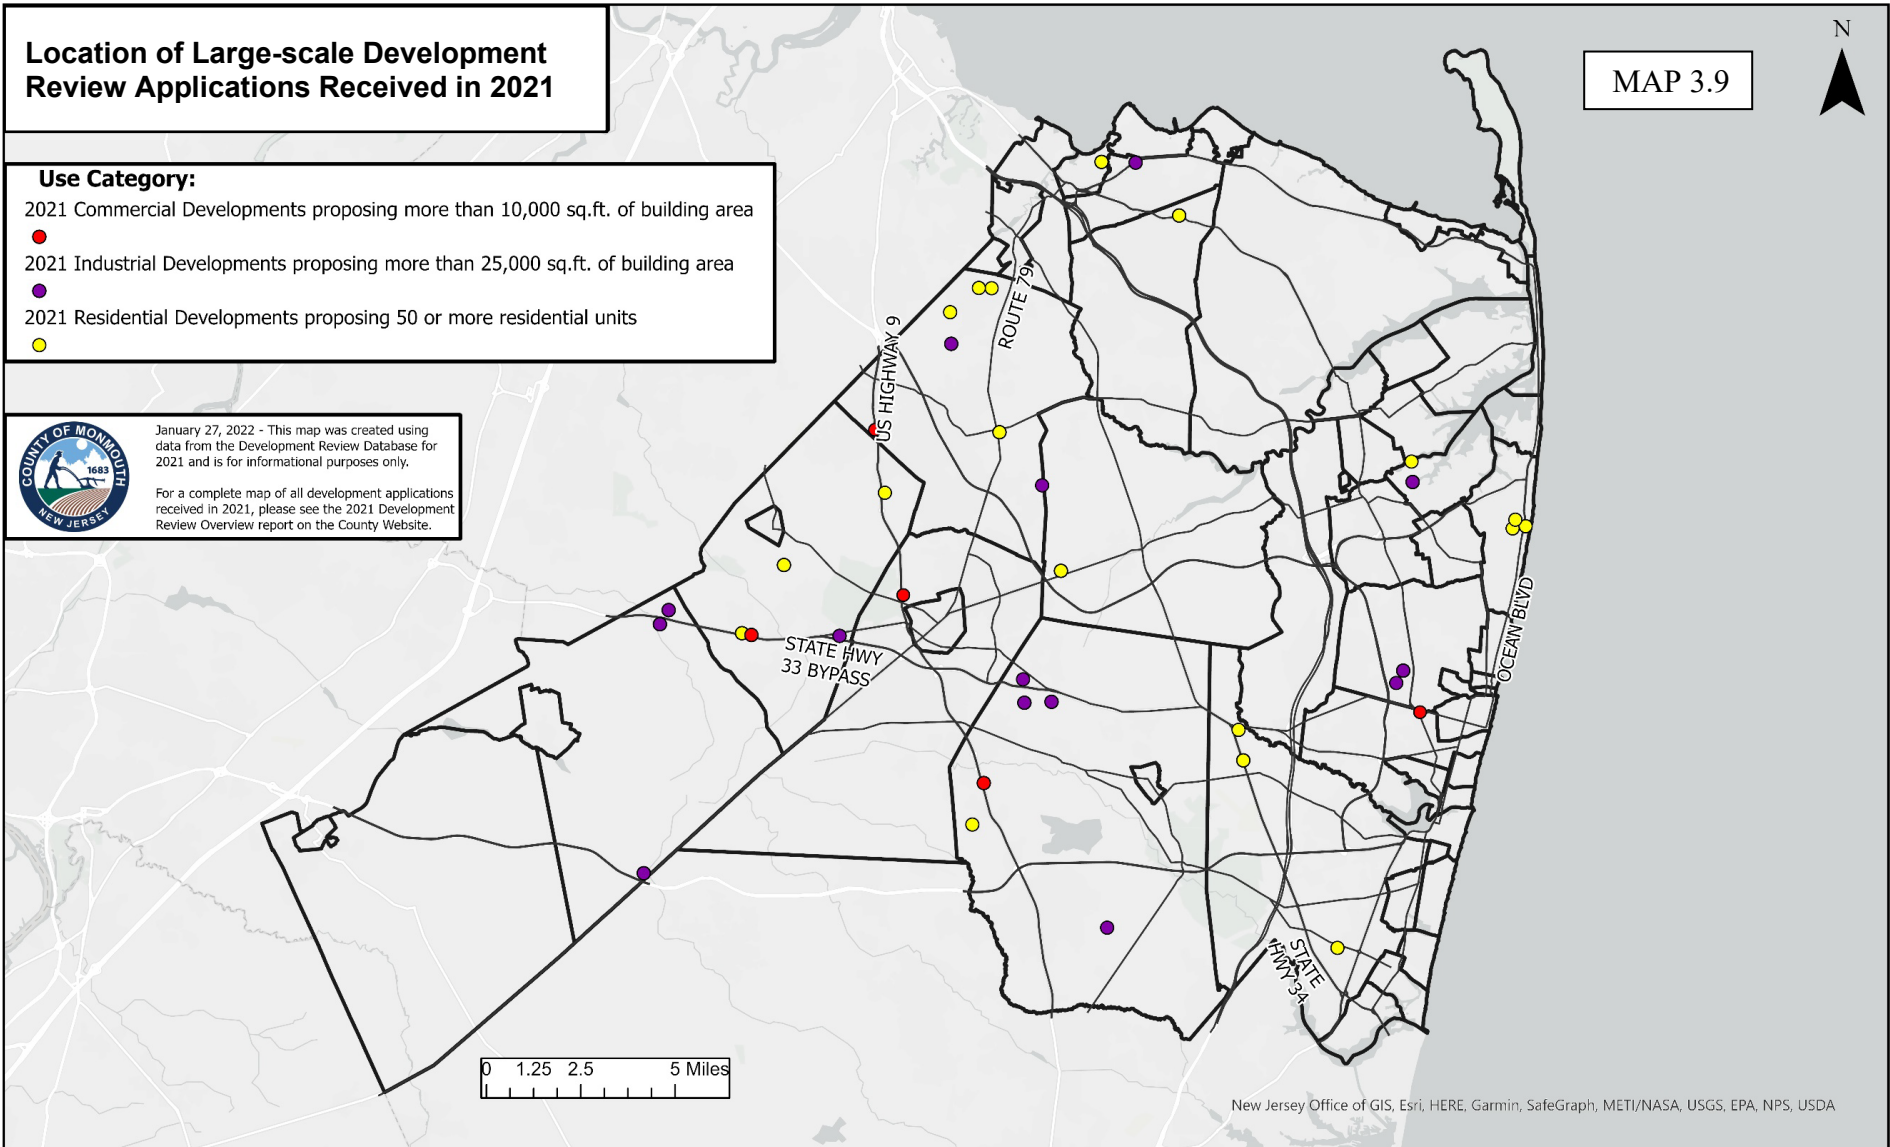 Location of Large-scale Development
Review Applications Received in 2021
MAP 3.9
N
Use Category:
2021 Commercial Developments proposing more than 10,000 sq.ft. of building area
2021 Industrial Developments proposing more than 25,000 sq.ft. of building area
2021 Residential Developments proposing 50 or more residential units
COUNTY OF MONMOUTH
1683
NEW JERSEY
January 27, 2022 - This map was created using
data from the Development Review Database for
2021 and is for informational purposes only.
For a complete map of all development applications
received in 2021, please see the 2021 Development
Review Overview report on the County Website.
ROUTE 79
US HIGHWAY 9
STATE HWY
33 BYPASS
OCEAN BLVD
STATE
HWY 34
0 1.25 2.5 5 Miles
New Jersey Office of GIS, Esri, HERE, Garmin, SafeGraph, METI/NASA, USGS, EPA, NPS, USDA